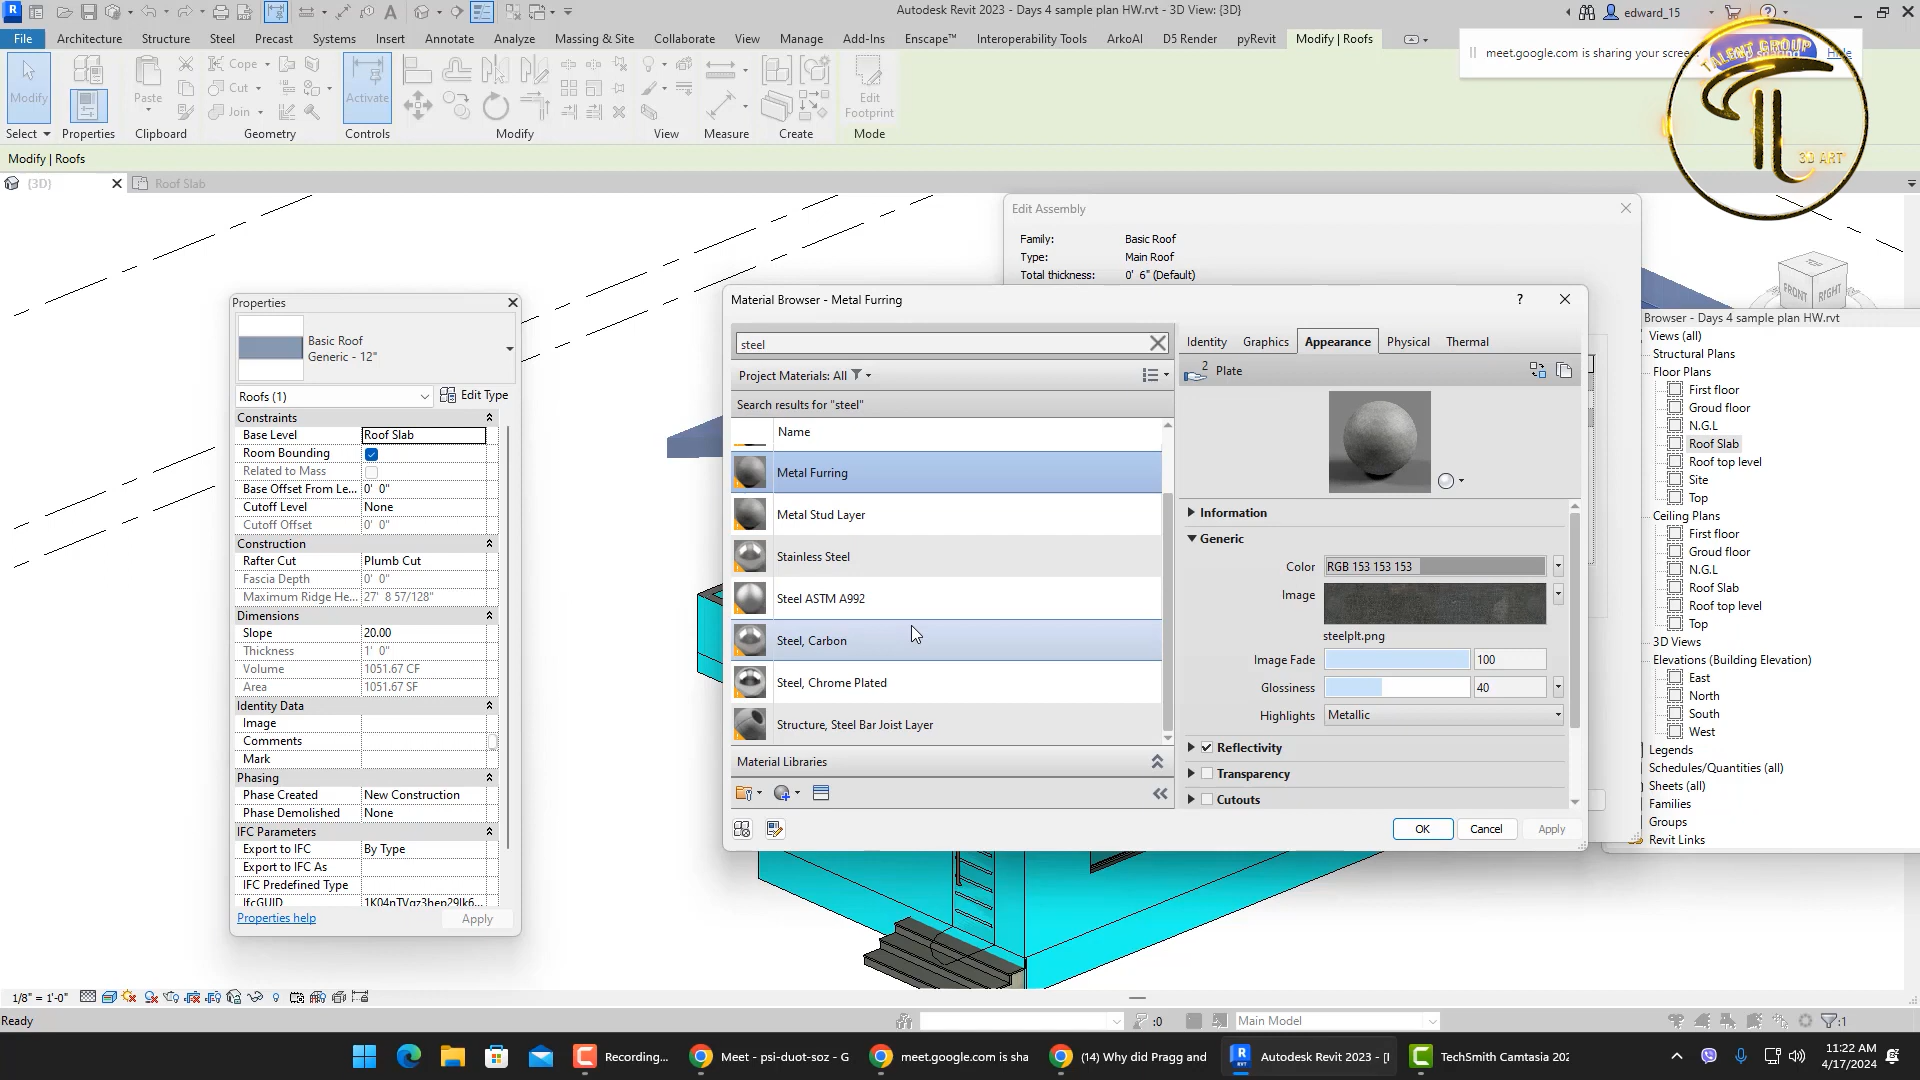 Autodesk Revit 2023 - Days 4 sample plan HW.rvt - 3D View: {3D}
edward_15
File Architecture Structure Steel Precast Systems Insert Annotate Analyze Massing & Site Collaborate View Manage Add-Ins Enscape™ Interoperability Tools ArkoAI D5 Render pyRevit Modify | Roofs
meet.google.com is sharing your screen.
Hide
TALENT GROUP
3D ART
Cope
Cut
Join
Modify
Paste
Activate
Edit
Footprint
Select Properties Clipboard Geometry Controls Modify View Measure Create Mode
Modify | Roofs
{3D}
Roof Slab
Properties
Basic Roof
Generic - 12"
Roofs (1)
Edit Type
Constraints
Base Level Roof Slab
Room Bounding
Related to Mass
Base Offset From Le... 0' 0"
Cutoff Level None
Cutoff Offset 0' 0"
Construction
Rafter Cut Plumb Cut
Fascia Depth 0' 0"
Maximum Ridge He... 27' 8 57/128"
Dimensions
Slope 20.00
Thickness 1' 0"
Volume 1051.67 CF
Area 1051.67 SF
Identity Data
Image
Comments
Mark
Phasing
Phase Created New Construction
Phase Demolished None
IFC Parameters
Export to IFC By Type
Export to IFC As
IFC Predefined Type
IfcGUID
Properties help
Apply
Edit Assembly
Family: Basic Roof
Type: Main Roof
Total thickness: 0' 6" (Default)
Material Browser - Metal Furring
?
steel
Project Materials: All
Search results for "steel"
Name
Metal Furring
Metal Stud Layer
Stainless Steel
Steel ASTM A992
Steel, Carbon
Steel, Chrome Plated
Structure, Steel Bar Joist Layer
Material Libraries
Identity Graphics Appearance Physical Thermal
2
Plate
Information
Generic
Color RGB 153 153 153
Image
steelplt.png
Image Fade 100
Glossiness 40
Highlights Metallic
Reflectivity
Transparency
Cutouts
OK Cancel Apply
TOP
FRONT
RIGHT
Browser - Days 4 sample plan HW.rvt
Views (all)
Structural Plans
Floor Plans
First floor
Groud floor
N.G.L
Roof Slab
Roof top level
Site
Top
Ceiling Plans
First floor
Groud floor
N.G.L
Roof Slab
Roof top level
Top
3D Views
Elevations (Building Elevation)
East
North
South
West
Legends
Schedules/Quantities (all)
Sheets (all)
Families
Groups
Revit Links
1/8" = 1'-0"
Ready
:0
Main Model
:1
Recording...
Meet - psi-duot-soz - G
meet.google.com is sha
(14) Why did Pragg and
Autodesk Revit 2023 - [
TechSmith Camtasia 202
11:22 AM
4/17/2024